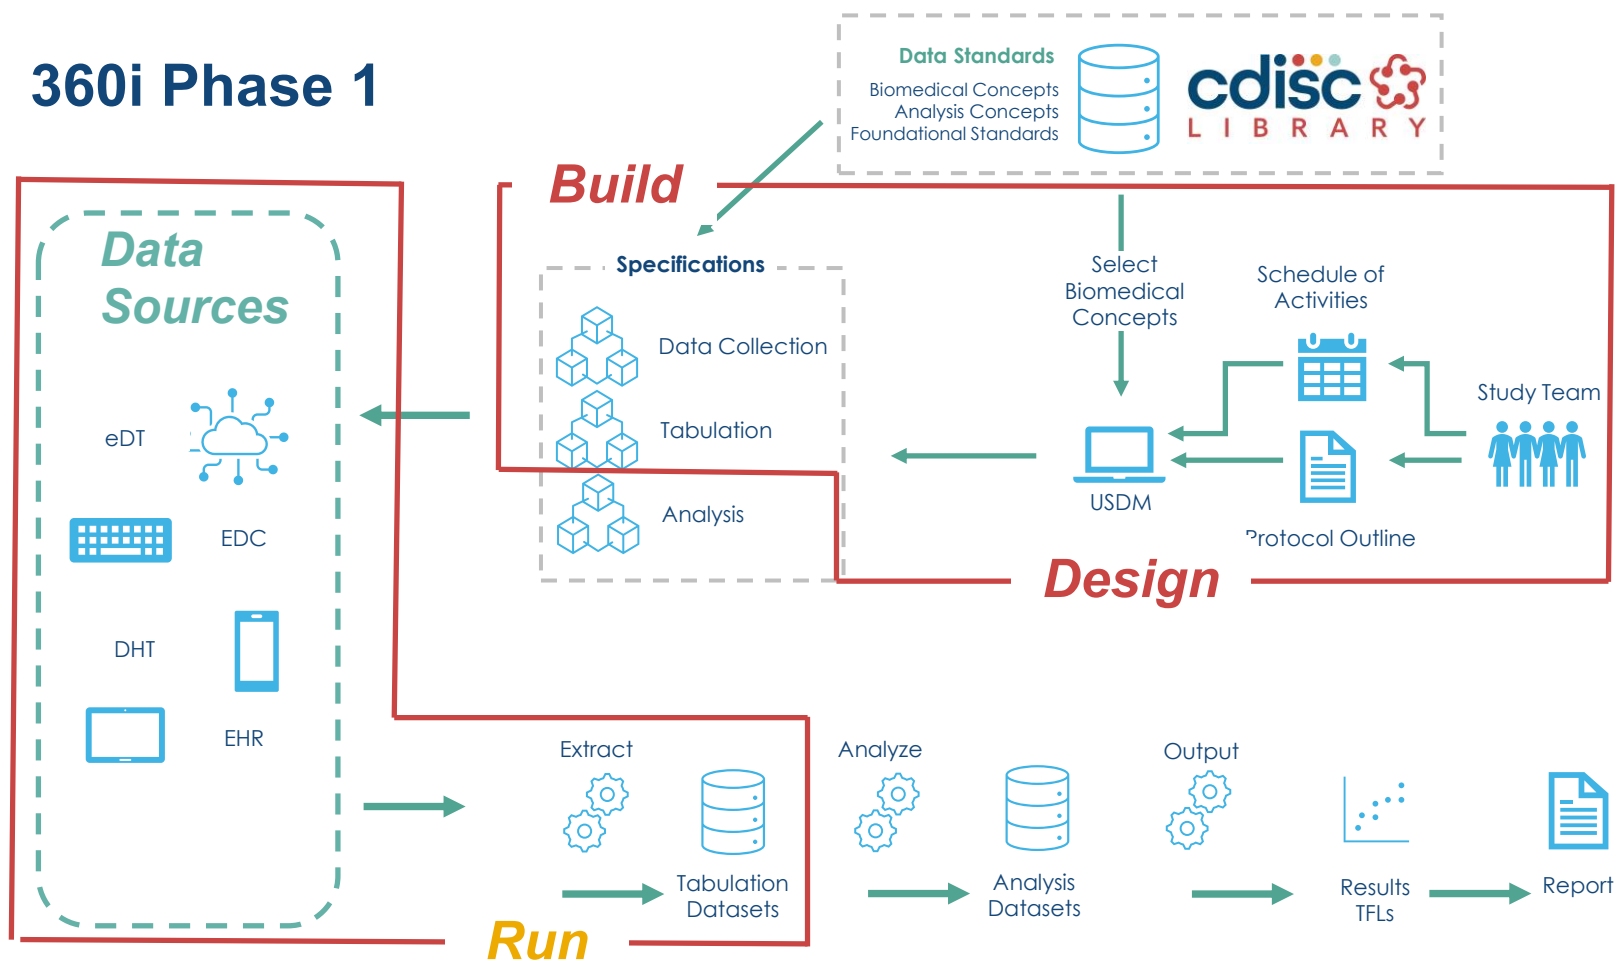 360i Phase 1
Data Standards
Biomedical Concepts
Analysis Concepts
Foundational Standards
cdisc
LIBRARY
Build
Data
Sources
Specifications
Data Collection
Tabulation
Analysis
Select
Biomedical
Concepts
Schedule of
Activities
Study Team
USDM
Protocol Outline
Design
eDT
EDC
DHT
EHR
Extract
Analyze
Output
Tabulation
Datasets
Analysis
Datasets
Results
TFLs
Report
Run